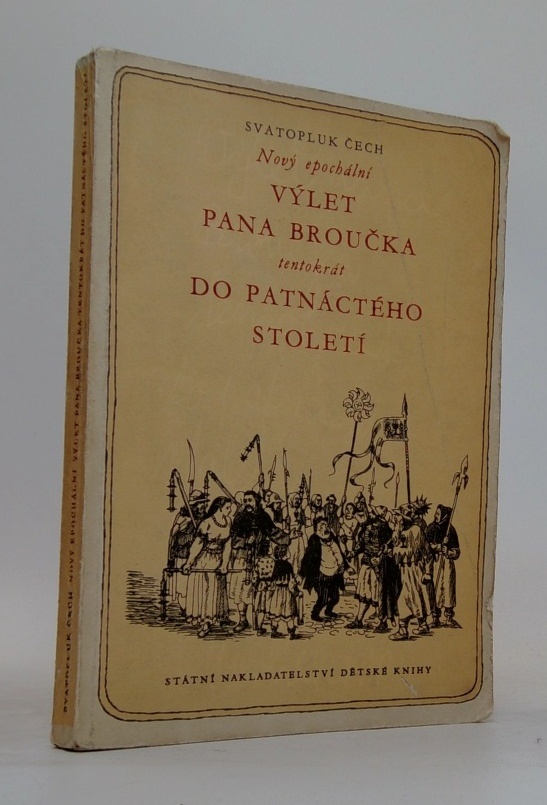 SVATOPLUK ČECH
Nový epochální
VÝLET
PANA BROUČKA
tentokrát
DO PATNÁCTÉHO
STOLETÍ
STÁTNÍ NAKLADATELSTVÍ DĚTSKÉ KNIHY
SVATOPLUK ČECH NOVÝ EPOCHÁLNÍ VÝLET PANA BROUČKA TENTOKRÁT DO PATNÁCTÉHO STOLETÍ